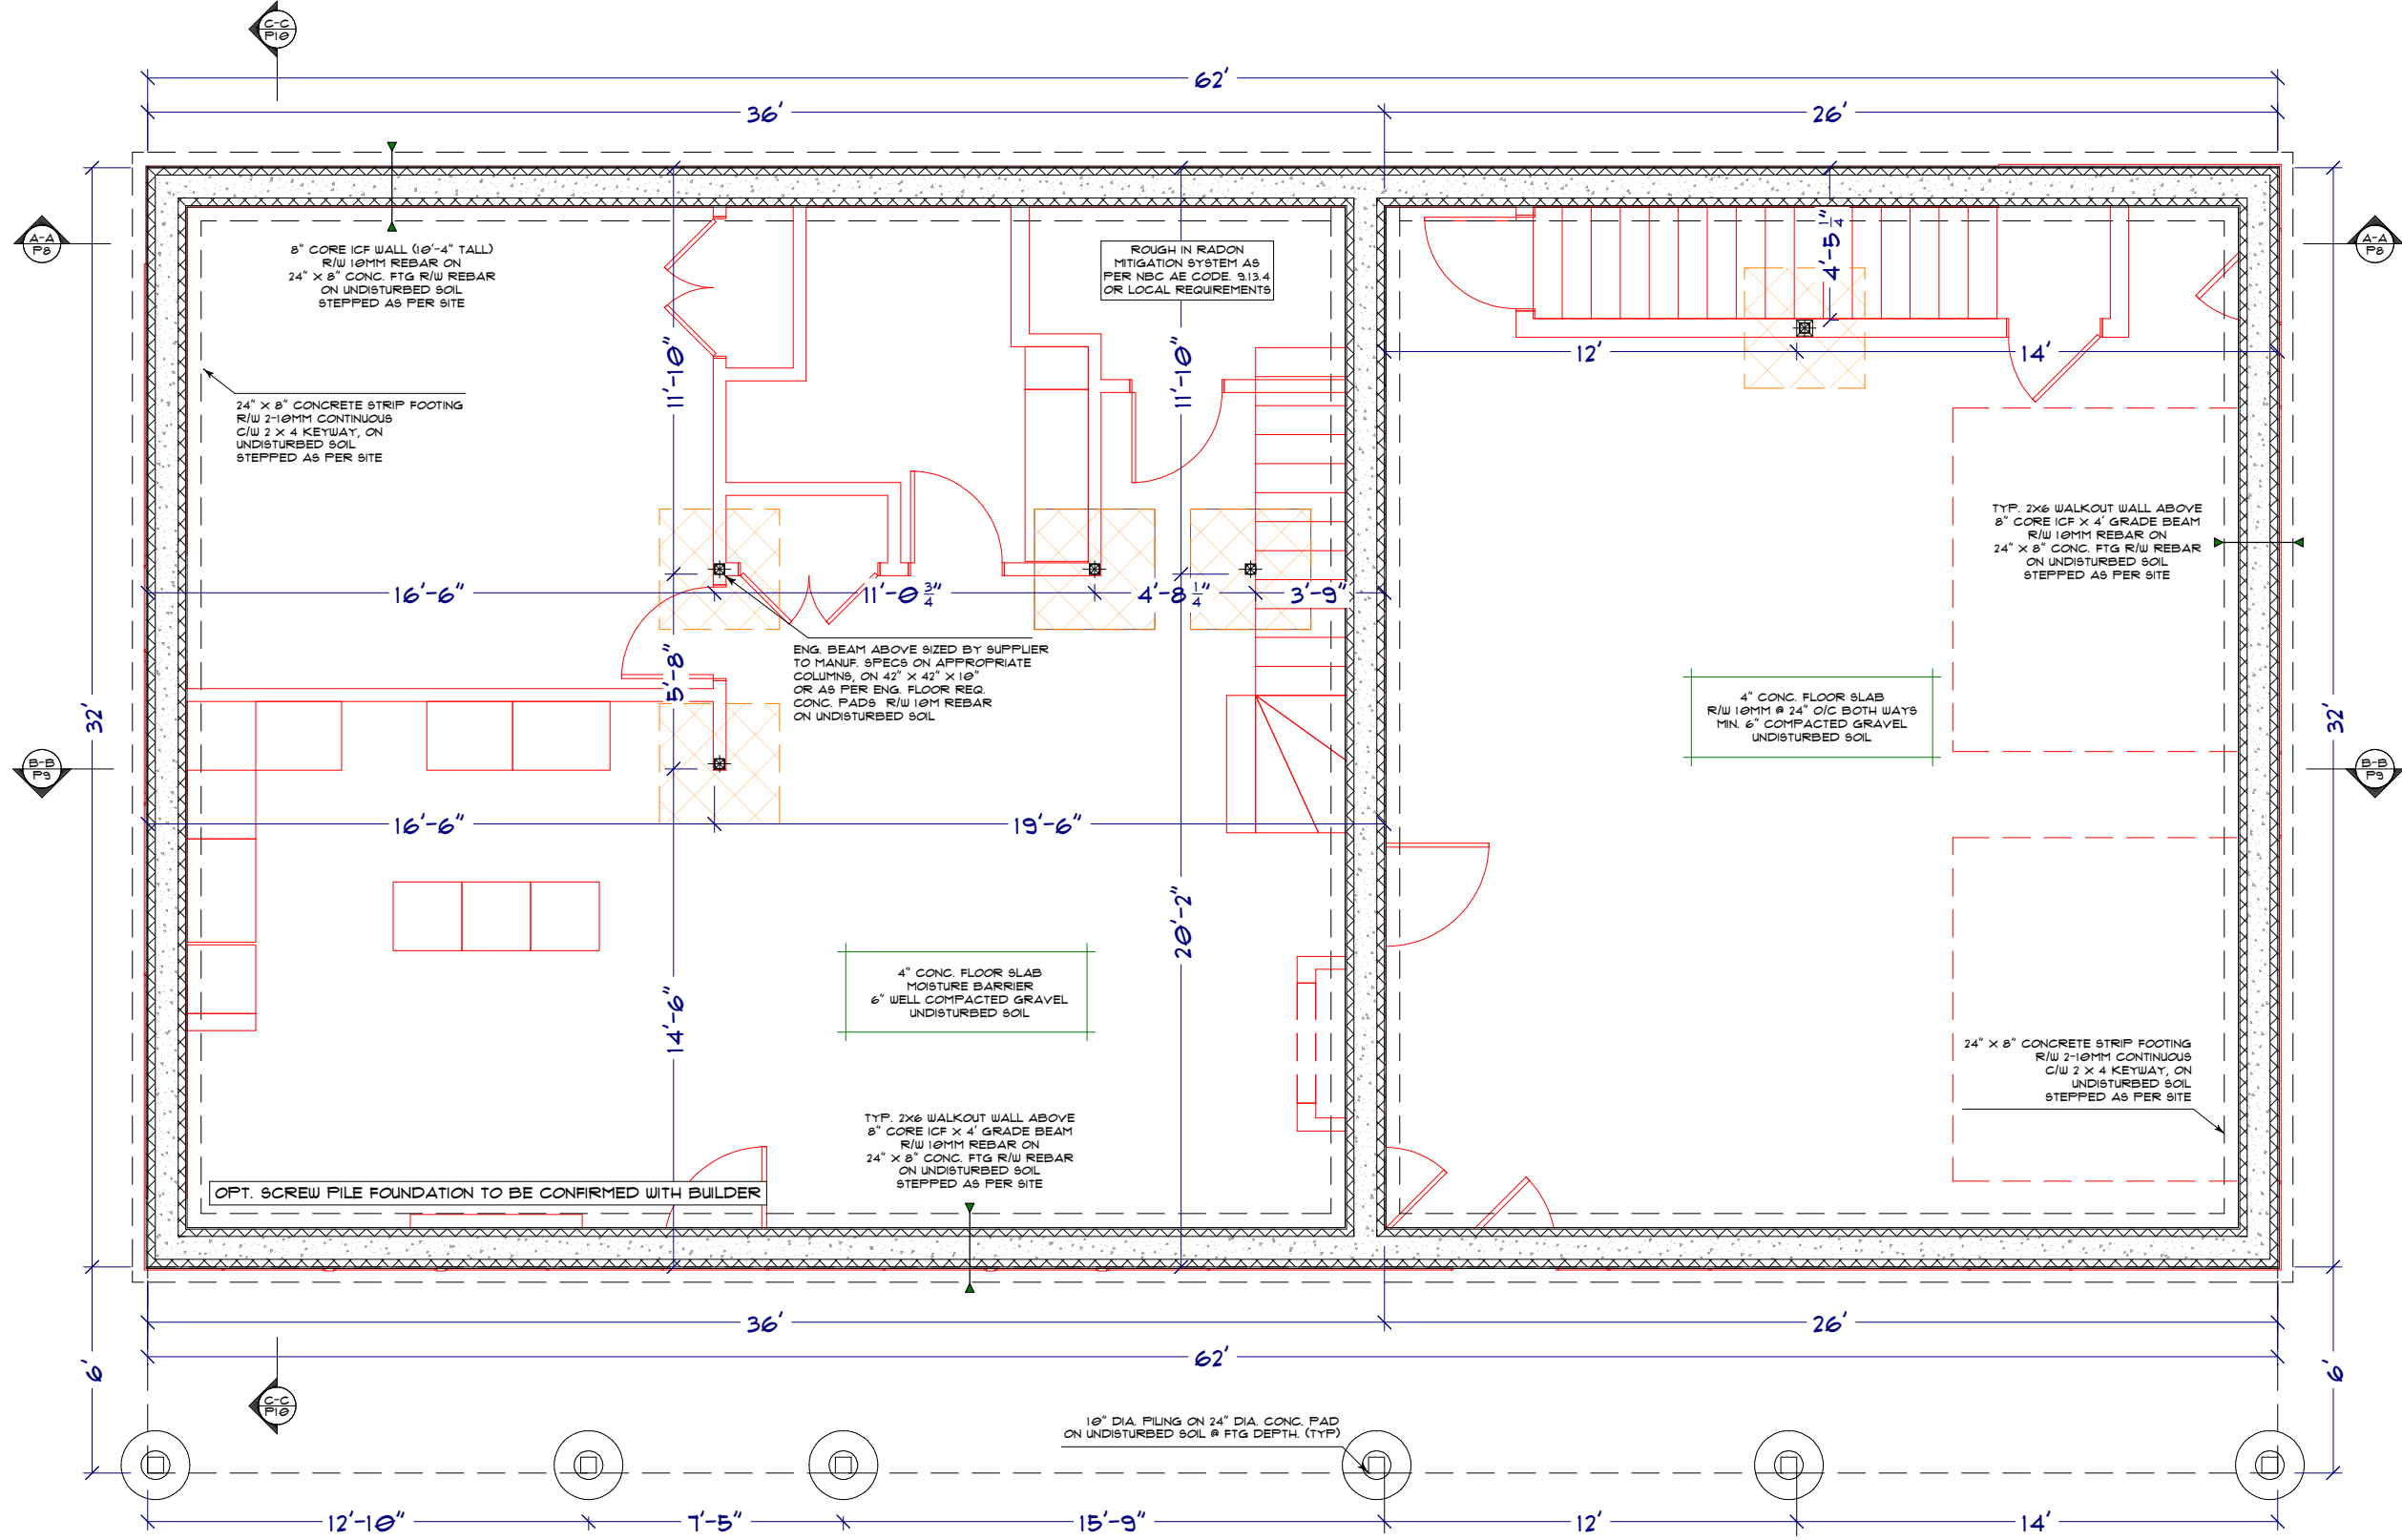 C-C
P10
62'
36'
26'
A-A
P8
A-A
P8
8" CORE ICF WALL (10'-4" TALL)
R/W 10MM REBAR ON
24" X 8" CONC. FTG R/W REBAR
ON UNDISTURBED SOIL
STEPPED AS PER SITE
ROUGH IN RADON
MITIGATION SYSTEM AS
PER NBC AE CODE. 9.13.4
OR LOCAL REQUIREMENTS
4'-5 1/4"
11'-10"
11'-10"
12'
14'
24" X 8" CONCRETE STRIP FOOTING
R/W 2-10MM CONTINUOUS
C/W 2 X 4 KEYWAY, ON
UNDISTURBED SOIL
STEPPED AS PER SITE
TYP. 2X6 WALKOUT WALL ABOVE
8" CORE ICF X 4' GRADE BEAM
R/W 10MM REBAR ON
24" X 8" CONC. FTG R/W REBAR
ON UNDISTURBED SOIL
STEPPED AS PER SITE
16'-6"
11'-0 3/4"
4'-8 1/4"
3'-9"
5'-8"
ENG. BEAM ABOVE SIZED BY SUPPLIER
TO MANUF. SPECS ON APPROPRIATE
COLUMNS, ON 42" X 42" X 10"
OR AS PER ENG. FLOOR REQ.
CONC. PADS R/W 10M REBAR
ON UNDISTURBED SOIL
32'
32'
4" CONC. FLOOR SLAB
R/W 10MM @ 24" O/C BOTH WAYS
MIN. 6" COMPACTED GRAVEL
UNDISTURBED SOIL
B-B
P9
B-B
P9
16'-6"
19'-6"
20'-2"
14'-6"
4" CONC. FLOOR SLAB
MOISTURE BARRIER
6" WELL COMPACTED GRAVEL
UNDISTURBED SOIL
24" X 8" CONCRETE STRIP FOOTING
R/W 2-10MM CONTINUOUS
C/W 2 X 4 KEYWAY, ON
UNDISTURBED SOIL
STEPPED AS PER SITE
TYP. 2X6 WALKOUT WALL ABOVE
8" CORE ICF X 4' GRADE BEAM
R/W 10MM REBAR ON
24" X 8" CONC. FTG R/W REBAR
ON UNDISTURBED SOIL
STEPPED AS PER SITE
OPT. SCREW PILE FOUNDATION TO BE CONFIRMED WITH BUILDER
36'
26'
62'
6'
6'
C-C
P10
10" DIA. PILING ON 24" DIA. CONC. PAD
ON UNDISTURBED SOIL @ FTG DEPTH. (TYP)
12'-10"
7'-5"
15'-9"
12'
14'